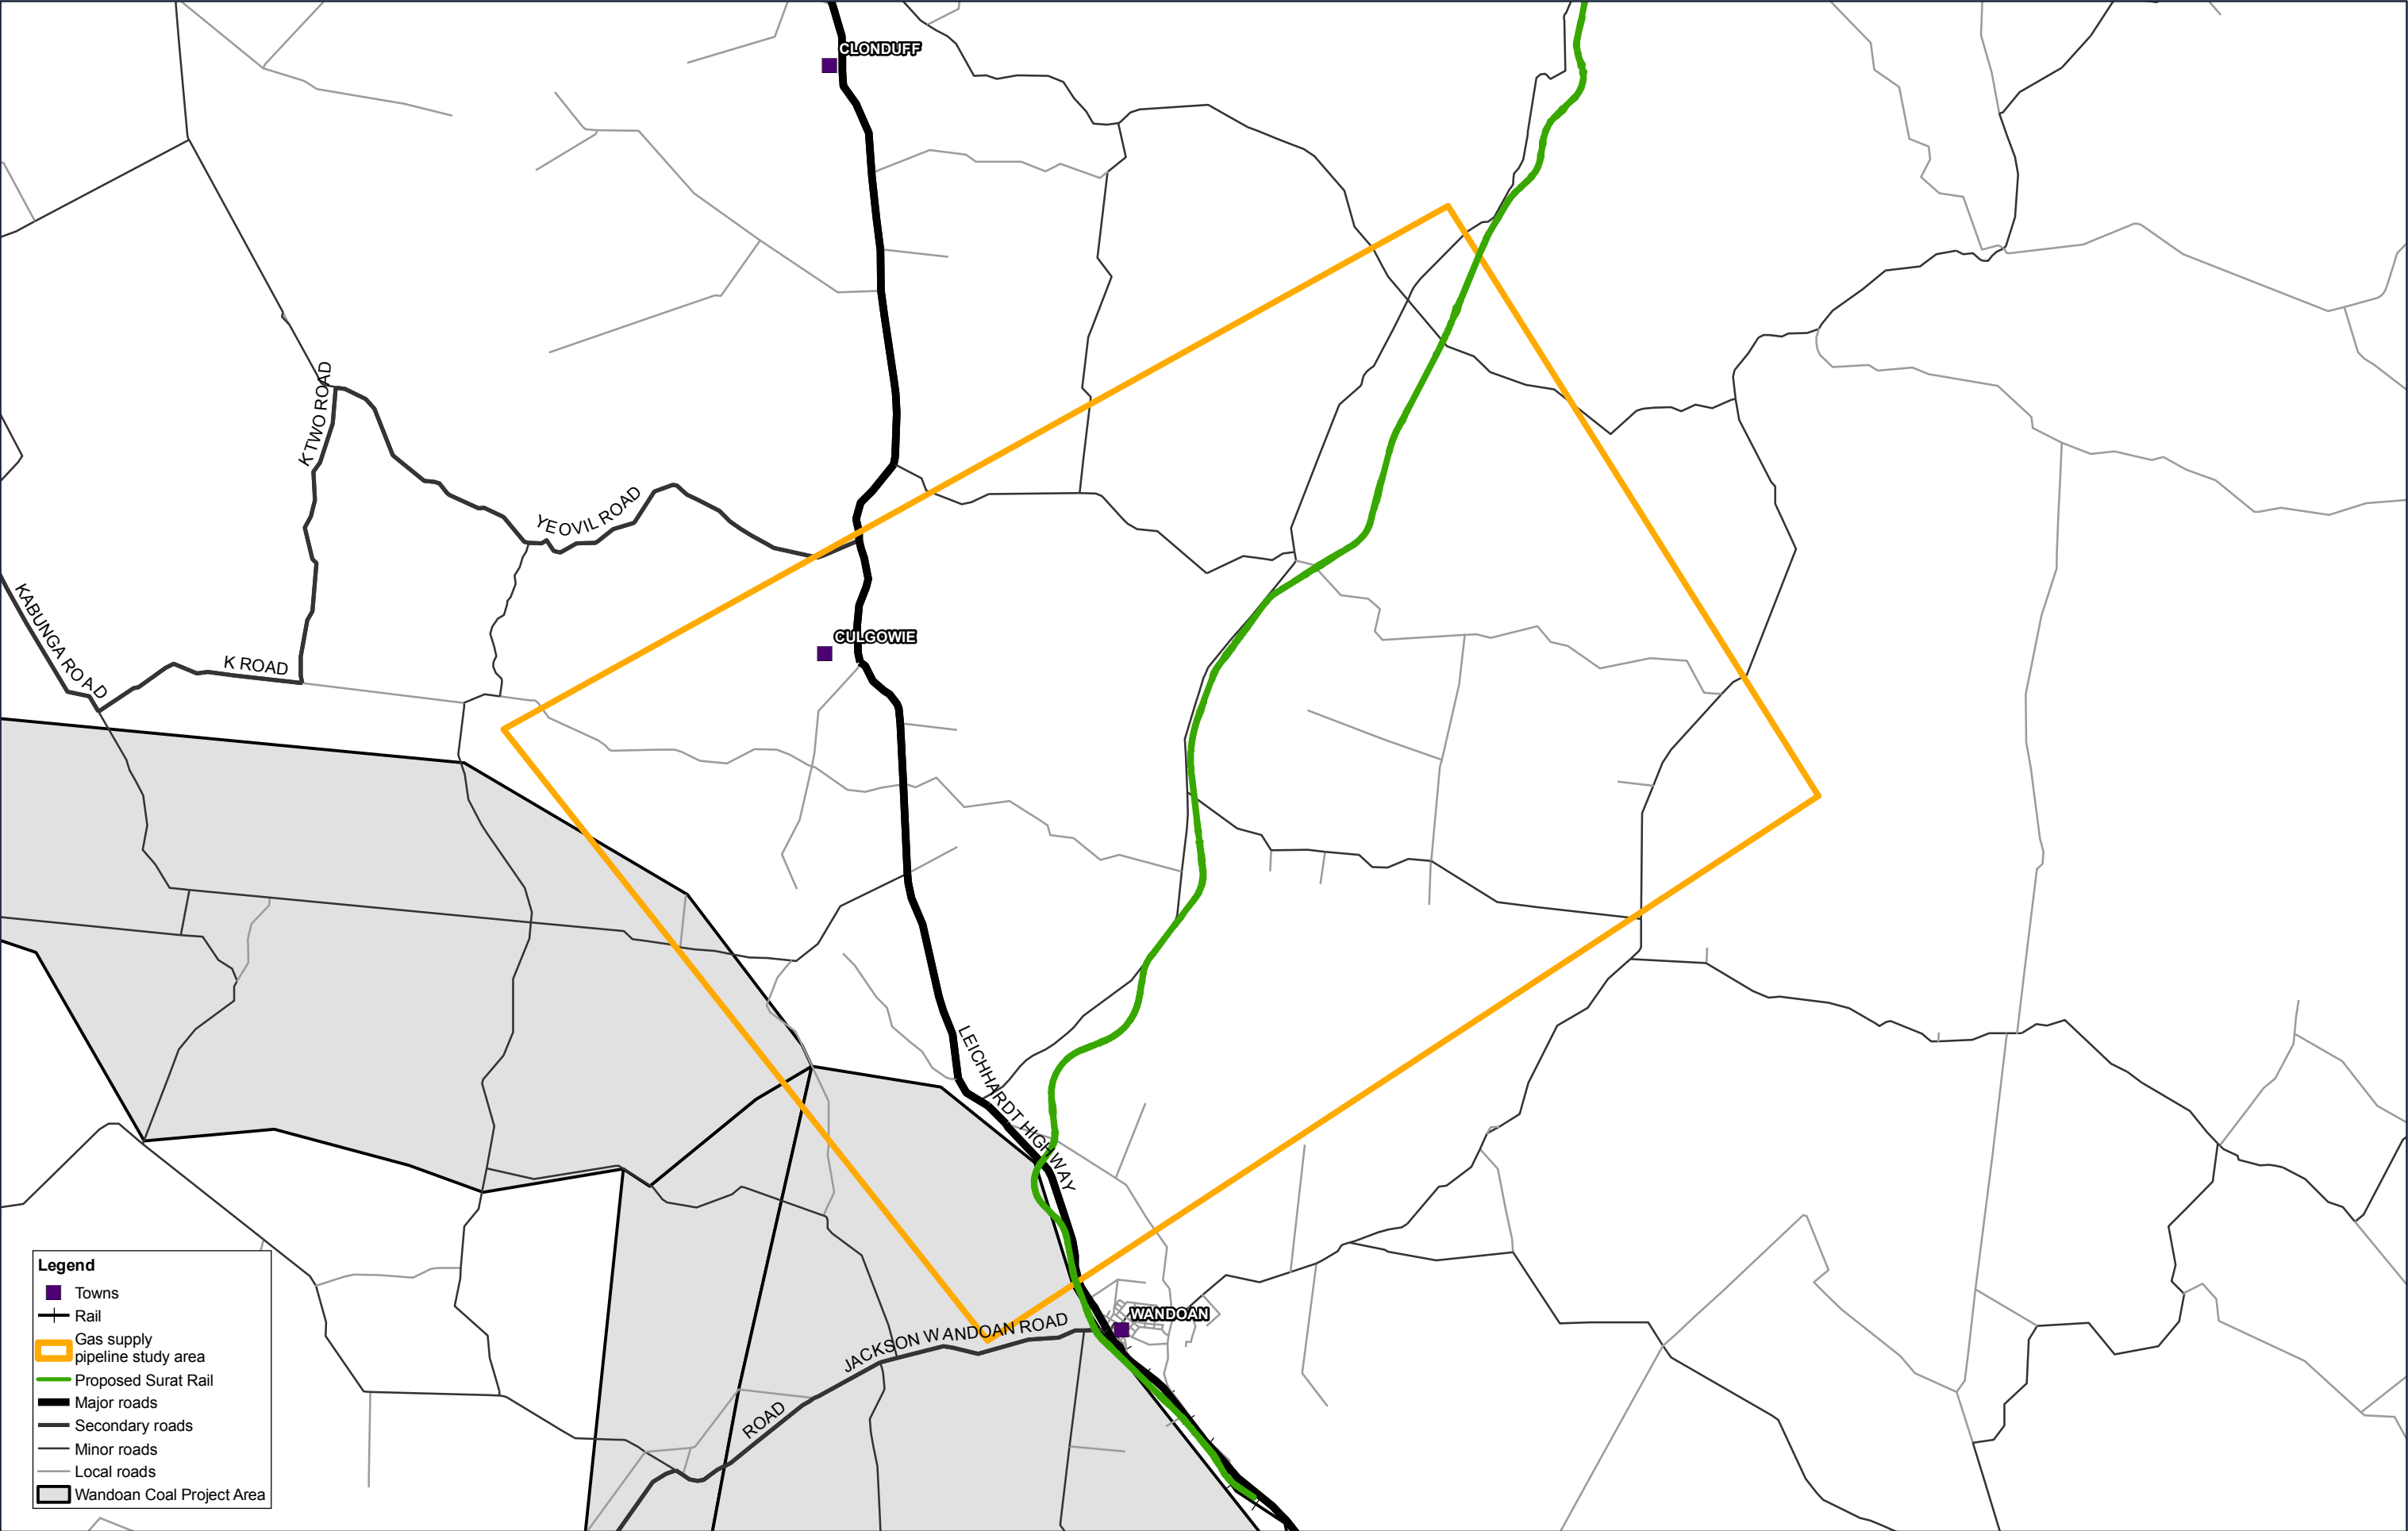 CLONDUFF
K TWO ROAD
YEOVIL ROAD
KABUNGA ROAD
K ROAD
CULGOWIE
LEICHHARDT HIGHWAY
WANDOAN
JACKSON WANDOAN ROAD
ROAD
Legend
Towns
Rail
Gas supply
pipeline study area
Proposed Surat Rail
Major roads
Secondary roads
Minor roads
Local roads
Wandoan Coal Project Area